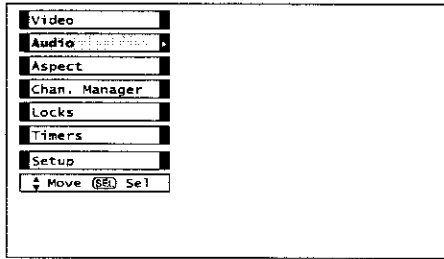 Video
Audio
Aspect
Chan. Manager
Locks
Timers
Setup
Move SEL Sel